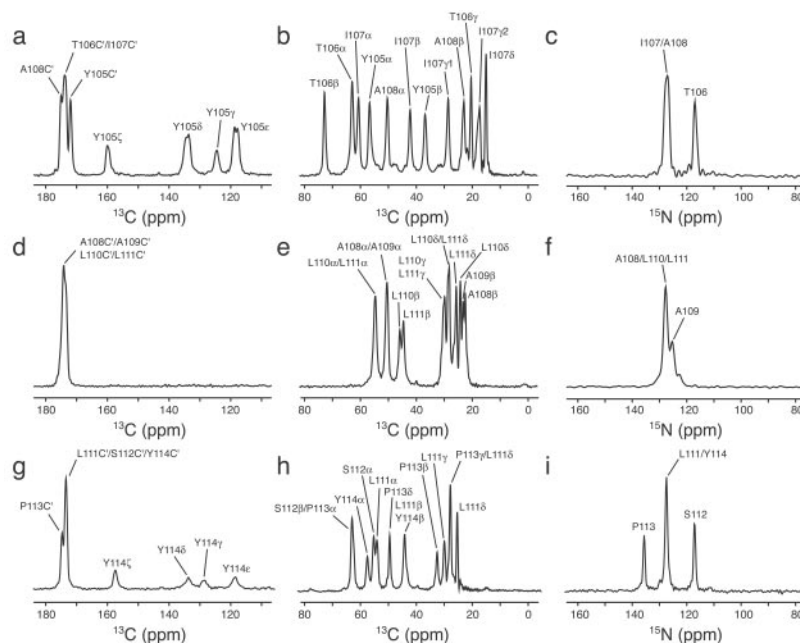 a
T106C'/I107C'
A108C'
Y105C'
Y105ζ
Y105δ
Y105γ
Y105ε
180 160 140 120
¹³C (ppm)
b
T106γ
I107α
T106α
Y105α
I107β
A108β
I107γ2
I107δ
T106β
A108α
I107γ1
Y105β
80 60 40 20 0
¹³C (ppm)
c
I107/A108
T106
160 140 120 100 80
¹⁵N (ppm)
d
A108C'/A109C'
L110C'/L111C'
180 160 140 120
¹³C (ppm)
e
L110δ/L111δ
A108α/A109α
L110γ
L111δ
L110δ
L110α/L111α
L111γ
A109β
L110β
A108β
L111β
80 60 40 20 0
¹³C (ppm)
f
A108/L110/L111
A109
160 140 120 100 80
¹⁵N (ppm)
g
L111C'/S112C'/Y114C'
P113C'
Y114ζ
Y114δ
Y114γ
Y114ε
180 160 140 120
¹³C (ppm)
h
L111γ
P113γ/L111δ
S112α
L111α
P113β
P113δ
Y114α
L111β
S112β/P113α
Y114β
L111δ
80 60 40 20 0
¹³C (ppm)
i
L111/Y114
P113
S112
160 140 120 100 80
¹⁵N (ppm)